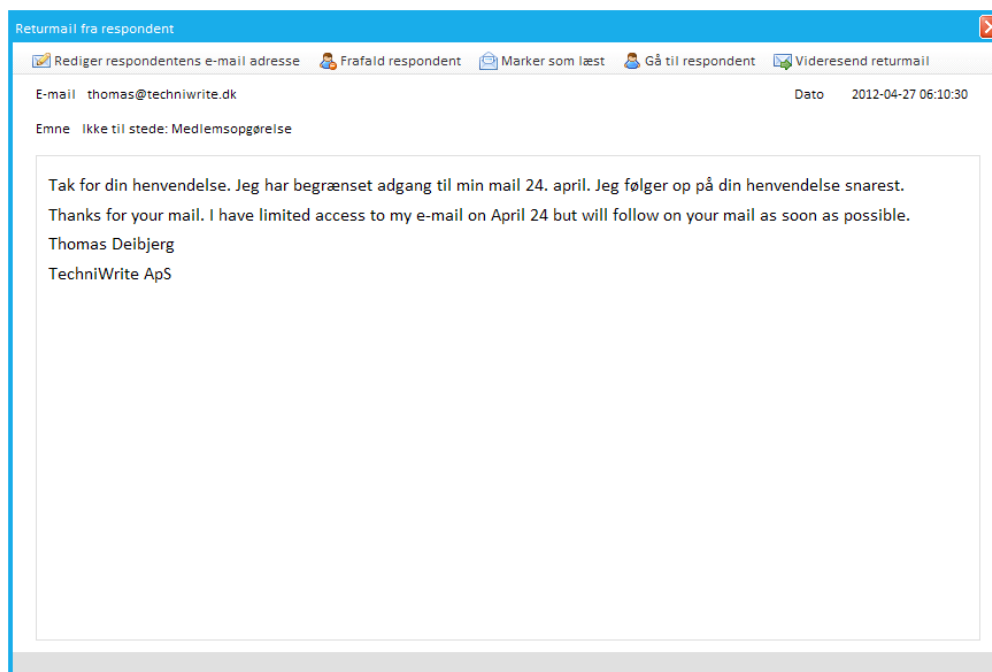 Returmail fra respondent
Rediger respondentens e-mail adresse Frafald respondent Marker som læst Gå til respondent Videresend returmail
E-mail thomas@techniwrite.dk Dato 2012-04-27 06:10:30
Emne Ikke til stede: Medlemsopgørelse
Tak for din henvendelse. Jeg har begrænset adgang til min mail 24. april. Jeg følger op på din henvendelse snarest.
Thanks for your mail. I have limited access to my e-mail on April 24 but will follow on your mail as soon as possible.
Thomas Deibjerg
TechniWrite ApS